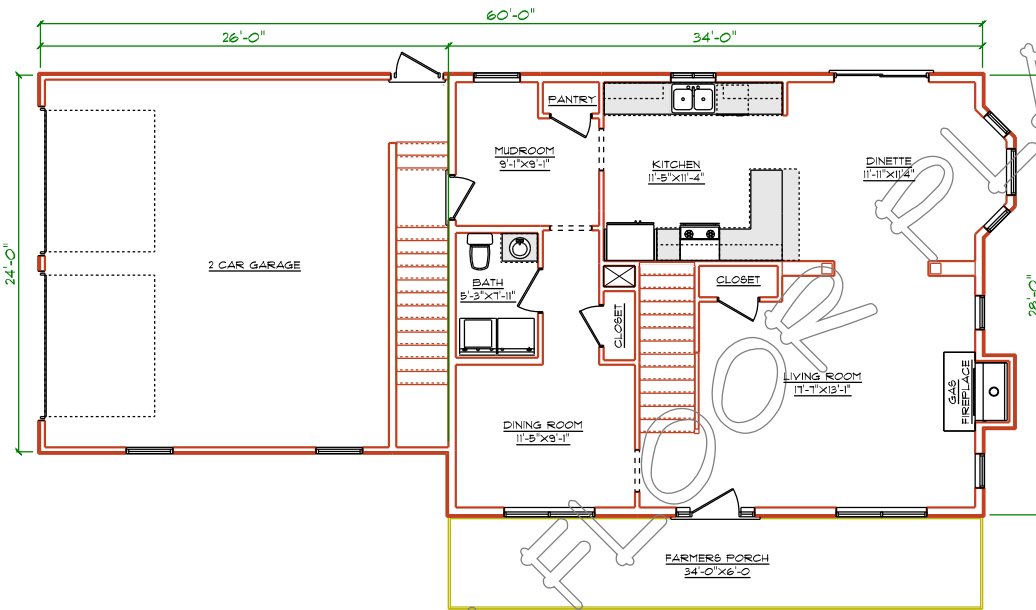 60'-0"
26'-0"
34'-0"
24'-0"
28'-0"
PANTRY
MUDROOM
9'-1"X9'-1"
KITCHEN
11'-5"X11'-4"
DINETTE
11'-11"X11'4"
2 CAR GARAGE
BATH
5'-3"X7'-11"
CLOSET
CLOSET
LIVING ROOM
17'-7"X13'-1"
GAS
FIREPLACE
DINING ROOM
11'-5"X9'-1"
FARMERS PORCH
34'-0"X6'-0